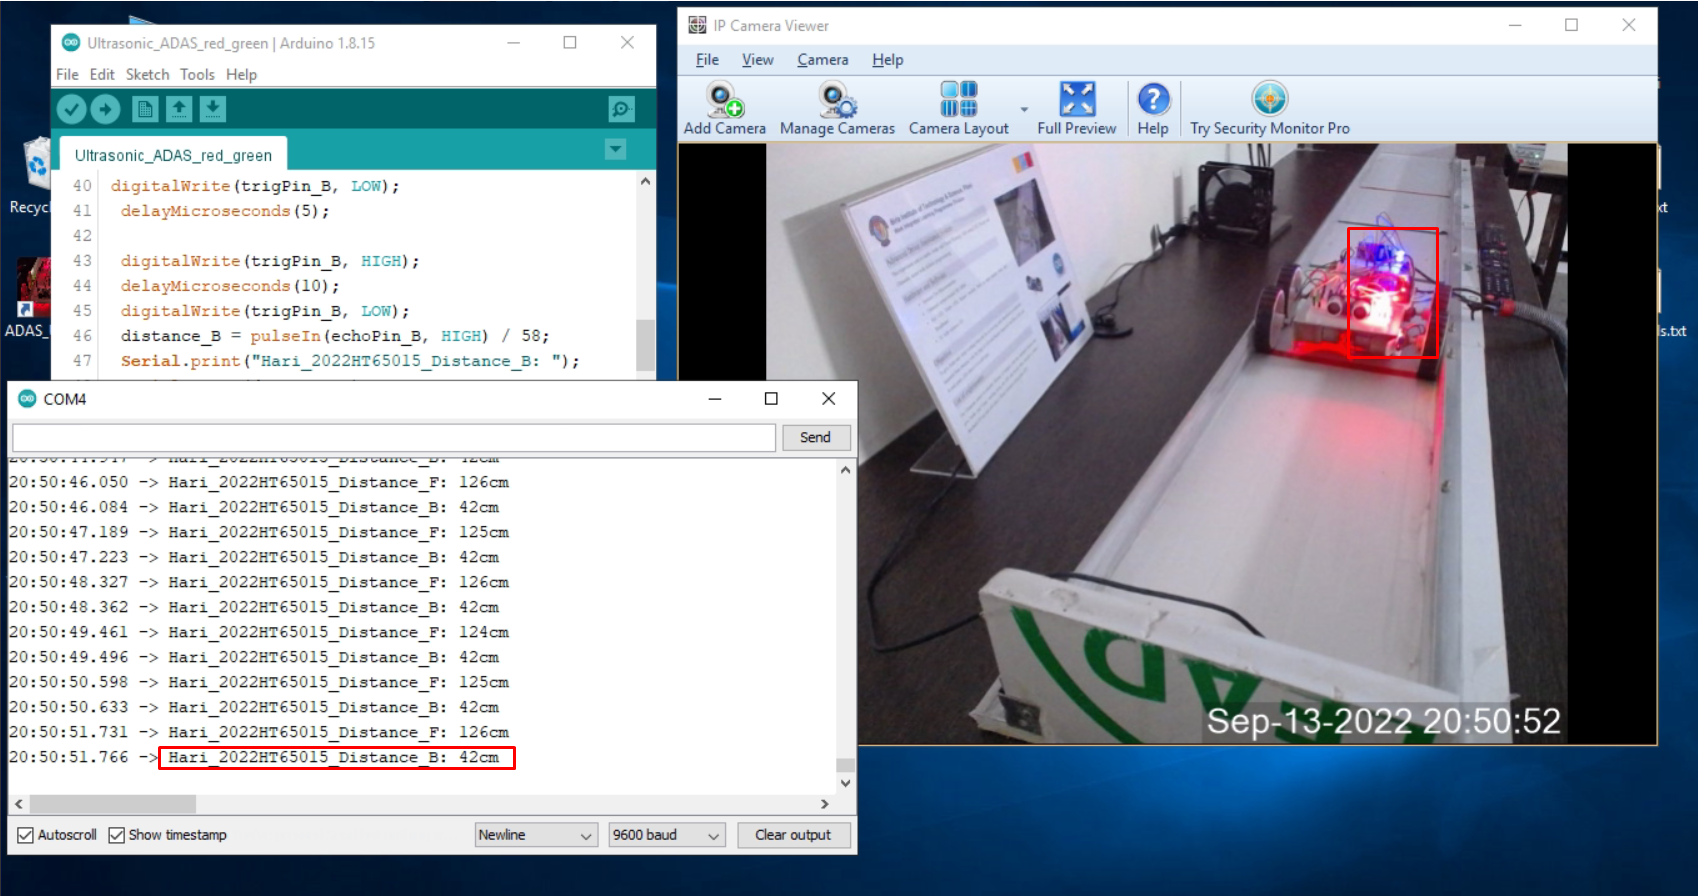 Ultrasonic_ADAS_red_green | Arduino 1.8.15
File Edit Sketch Tools Help
Ultrasonic_ADAS_red_green
40 digitalWrite(trigPin_B, LOW);
41 delayMicroseconds(5);
42
43 digitalWrite(trigPin_B, HIGH);
44 delayMicroseconds(10);
45 digitalWrite(trigPin_B, LOW);
46 distance_B = pulseIn(echoPin_B, HIGH) / 58;
47 Serial.print("Hari_2022HT65015_Distance_B: ");
Recyc
ADAS_
COM4
Send
Hari_2022HT65015_Distance_B: 42cm
20:50:46.050 -> Hari_2022HT65015_Distance_F: 126cm
20:50:46.084 -> Hari_2022HT65015_Distance_B: 42cm
20:50:47.189 -> Hari_2022HT65015_Distance_F: 125cm
20:50:47.223 -> Hari_2022HT65015_Distance_B: 42cm
20:50:48.327 -> Hari_2022HT65015_Distance_F: 126cm
20:50:48.362 -> Hari_2022HT65015_Distance_B: 42cm
20:50:49.461 -> Hari_2022HT65015_Distance_F: 124cm
20:50:49.496 -> Hari_2022HT65015_Distance_B: 42cm
20:50:50.598 -> Hari_2022HT65015_Distance_F: 125cm
20:50:50.633 -> Hari_2022HT65015_Distance_B: 42cm
20:50:51.731 -> Hari_2022HT65015_Distance_F: 126cm
20:50:51.766 -> Hari_2022HT65015_Distance_B: 42cm
Autoscroll Show timestamp Newline 9600 baud Clear output
IP Camera Viewer
File View Camera Help
Add Camera Manage Cameras Camera Layout Full Preview Help Try Security Monitor Pro
Sep-13-2022 20:50:52
xt
ls.txt